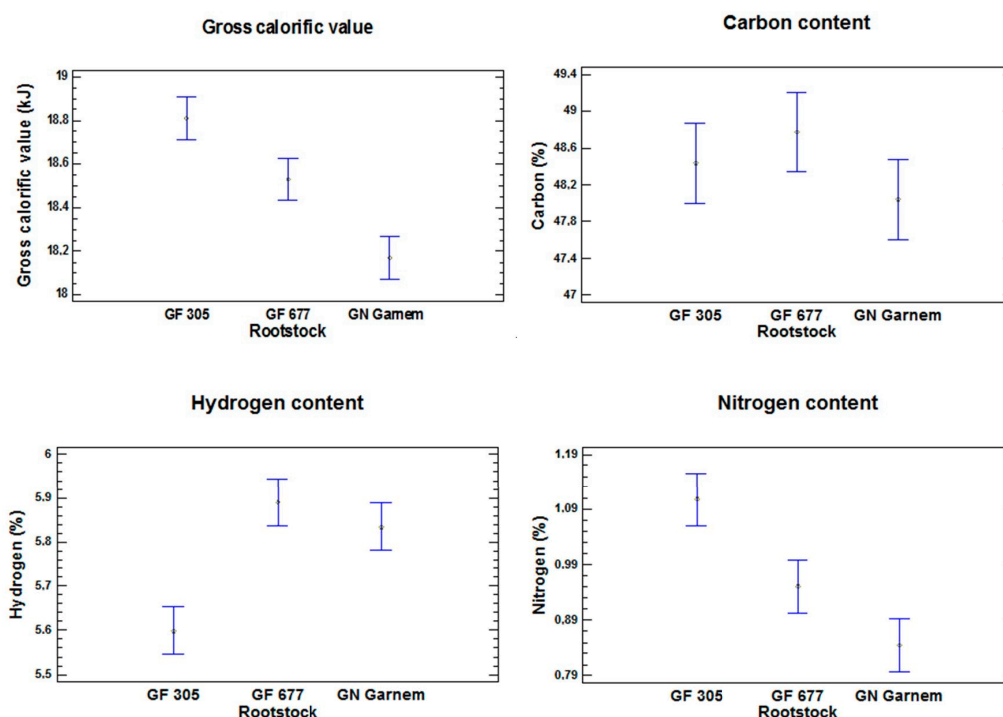 Gross calorific value
Gross calorific value (kJ)
19
18.8
18.6
18.4
18.2
18
GF 305
GF 677
GN Garnem
Rootstock
Carbon content
Carbon (%)
49.4
49
48.6
48.2
47.8
47.4
47
GF 305
GF 677
GN Garnem
Rootstock
Hydrogen content
Hydrogen (%)
6
5.9
5.8
5.7
5.6
5.5
GF 305
GF 677
GN Garnem
Rootstock
Nitrogen content
Nitrogen (%)
1.19
1.09
0.99
0.89
0.79
GF 305
GF 677
GN Garnem
Rootstock